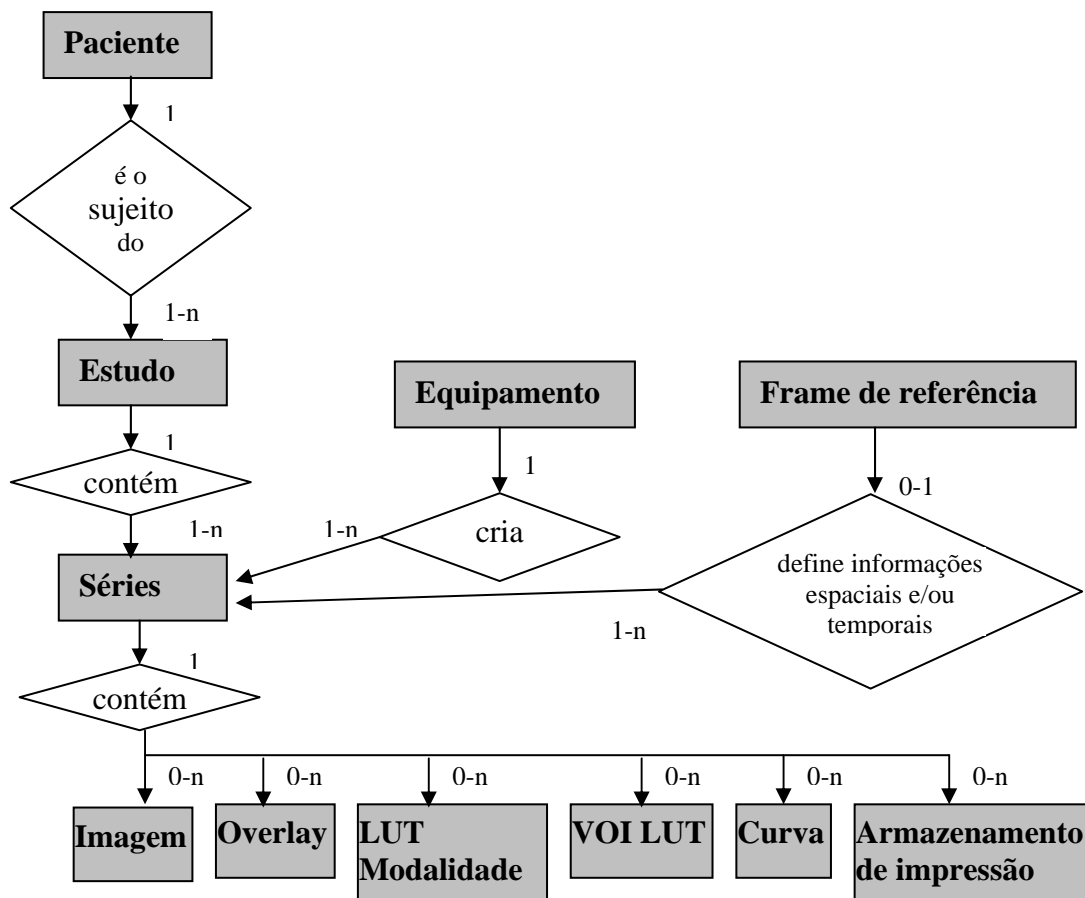 Paciente
1
é o
sujeito
do
1-n
Estudo
Equipamento
Frame de referência
1
contém
1
0-1
1-n
1-n
cria
define informações
espaciais e/ou
temporais
Séries
1-n
1
contém
0-n
0-n
0-n
0-n
0-n
0-n
Imagem
Overlay
LUT
Modalidade
VOI LUT
Curva
Armazenamento
de impressão